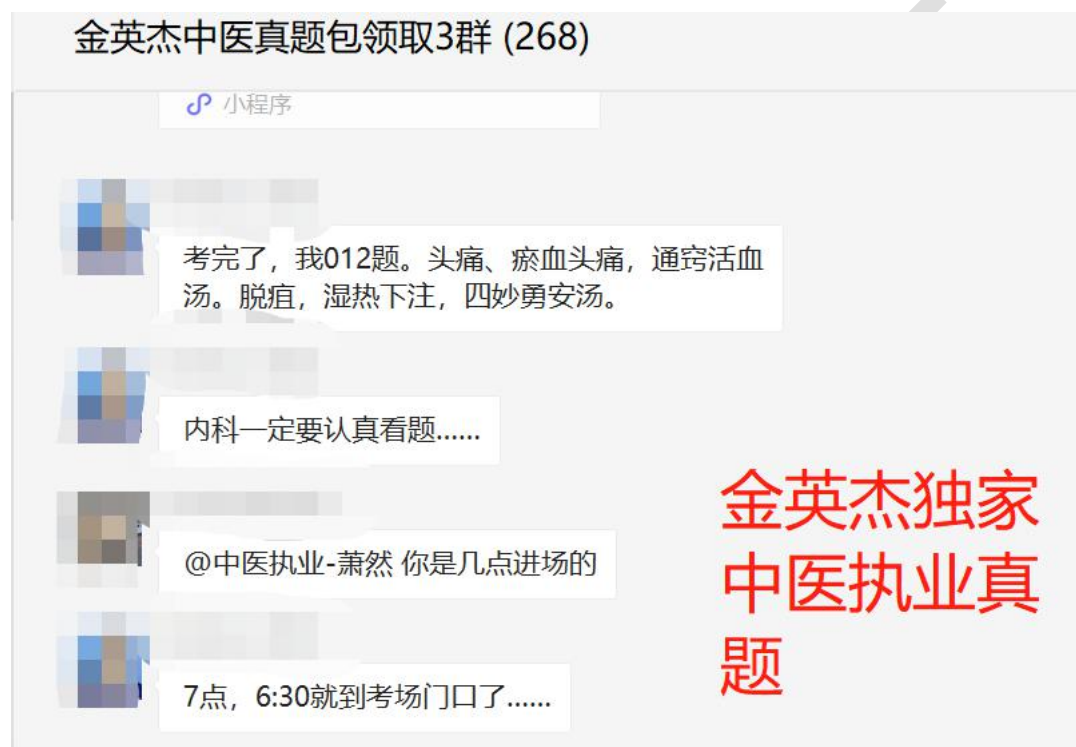 金英杰中医真题包领取3群 (268)
小程序
考完了，我012题。头痛、瘀血头痛，通窍活血
汤。脱疽，湿热下注，四妙勇安汤。
内科一定要认真看题......
@中医执业-萧然 你是几点进场的
7点，6:30就到考场门口了......
金英杰独家
中医执业真
题